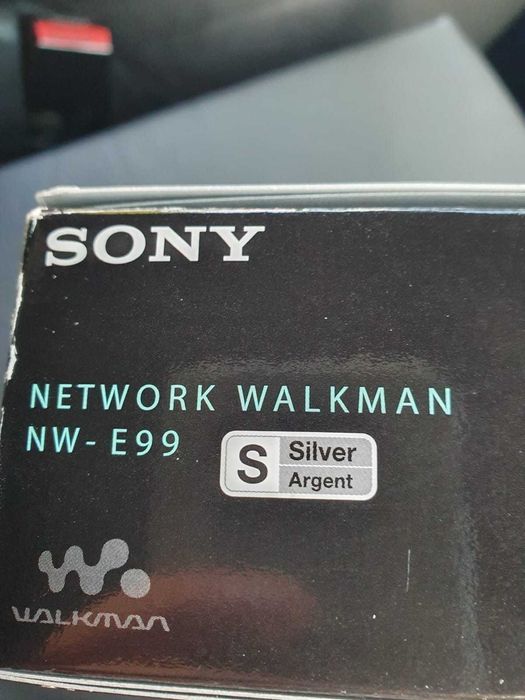 SONY
NETWORK WALKMAN
NW-E99
S Silver
Argent
WALKMAN